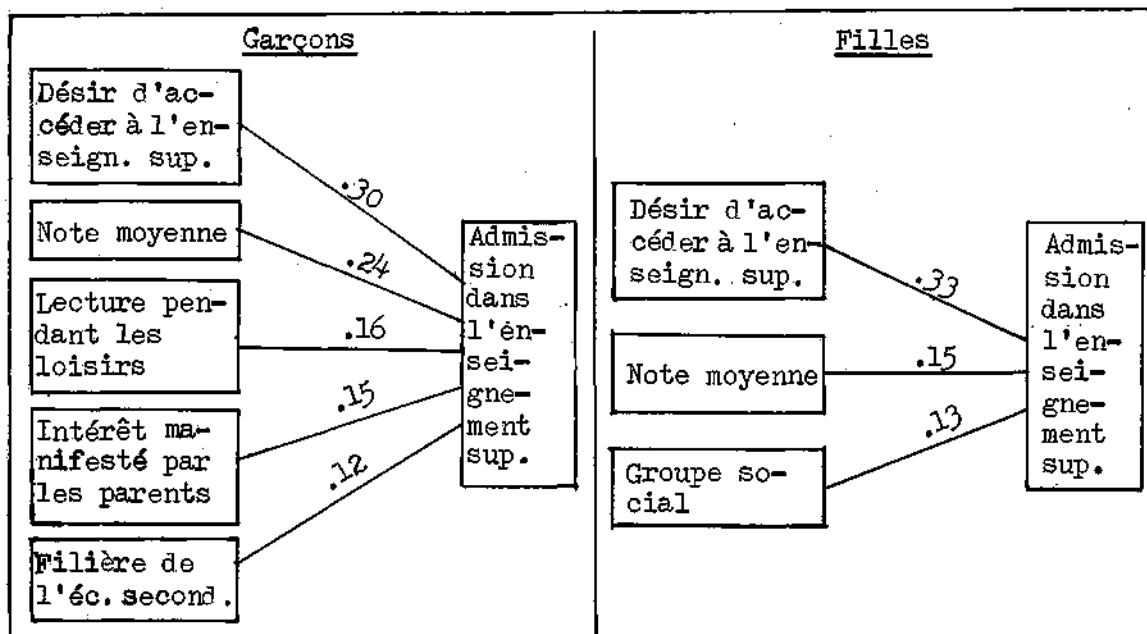 Garçons
Désir d'ac-
céder à l'en-
seign. sup.
.30
Note moyenne
.24
Lecture pen-
dant les
loisirs
.16
Intérêt ma-
nifesté par
les parents
.15
Filière de
l'éc. second.
.12
Admis-
sion
dans
l'én-
sei-
gne-
ment
sup.
Filles
Désir d'ac-
céder à l'en-
seign. sup.
.33
Note moyenne
.15
Groupe so-
cial
.13
Admis-
sion
dans
l'en-
sei-
gne-
ment
sup.